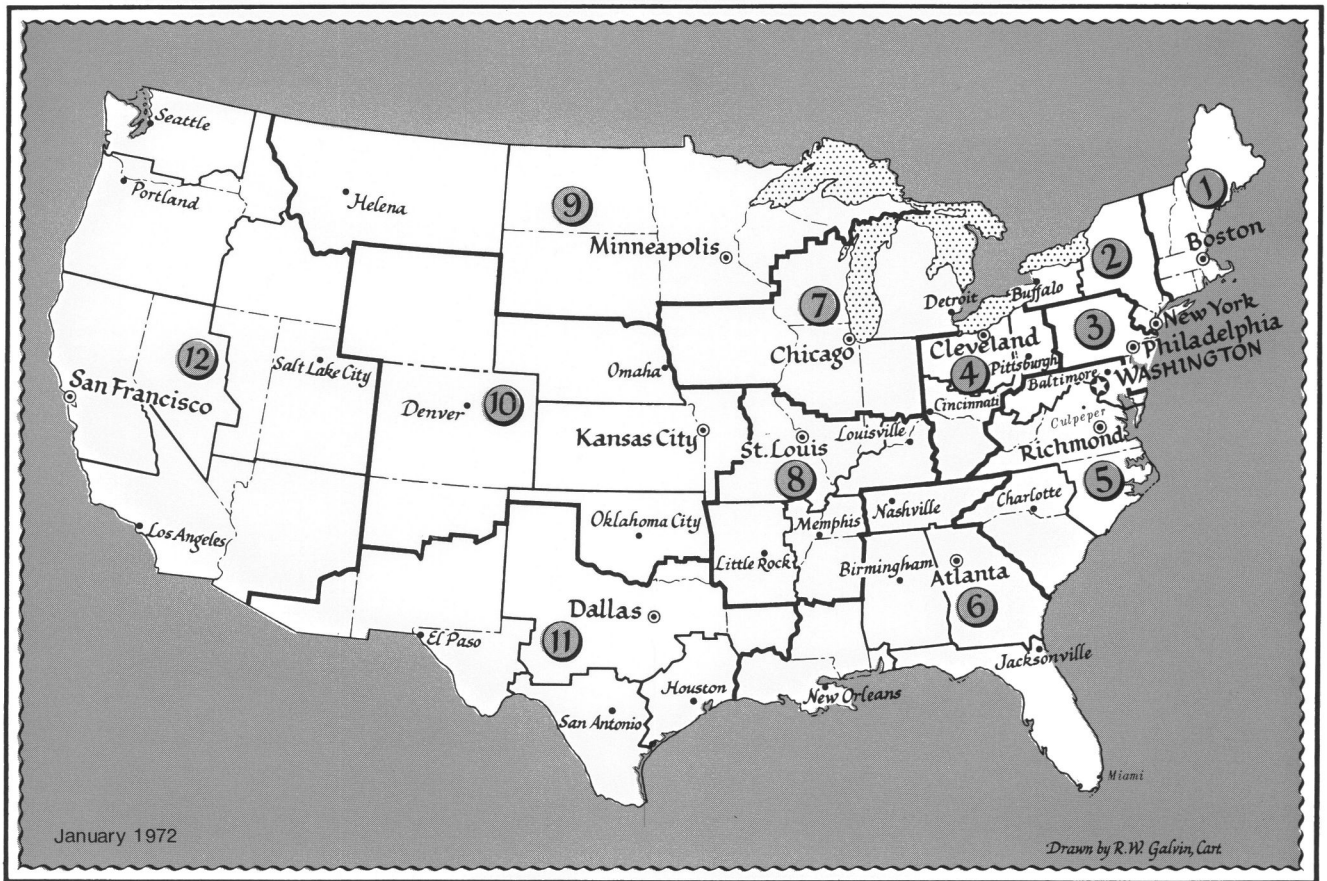 Seattle
Portland
Helena
9
Minneapolis
1
Boston
2
Buffalo
Detroit
7
Chicago
New York
3
Philadelphia
Cleveland
Pittsburgh
4
WASHINGTON
Baltimore
Cincinnati
12
San Francisco
Salt Lake City
Omaha
Denver
10
Kansas City
St. Louis
8
Louisville
Culpeper
Richmond
5
Charlotte
Los Angeles
Oklahoma City
Memphis
Nashville
Little Rock
Birmingham
Atlanta
6
Dallas
11
El Paso
Houston
San Antonio
New Orleans
Jacksonville
Miami
January 1972
Drawn by R.W. Galvin, Cart.